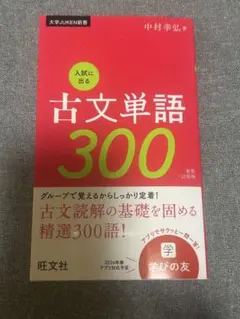 大学JUKEN新書
中村幸弘 著
入試に
出る
古文単語
300
グループで覚えるからしっかり定着!
古文読解の基礎を固める
精選300語!
学
学びの友
旺文社